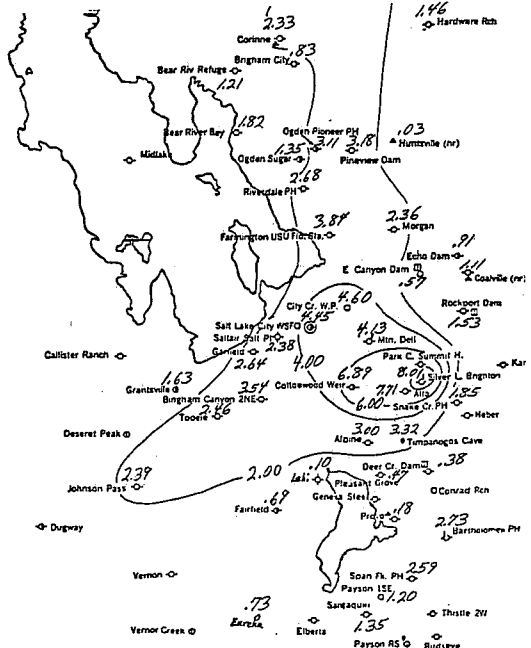 1.46
Hardware Rch
2.33
Corinne
.83
Brigham City
Bear Riv Refuge
1.21
1.82
Bear River Bay
Ogden Pioneer PH
3.11
3.18
.03
Huntsville (nr)
1.35
Midlake
Ogden Sugar
Pineview Dam
2.68
Riverdale PH
3.84
2.36
Morgan
Farmington USU Fld. Sta.
.91
Echo Dam
E Canyon Dam
.57
1.11
Coalville (nr)
City Cr. W.P.
4.60
Rockport Dam
1.53
Salt Lake City WSFO
4.45
Saltair Salt Pl
2.38
4.13
Mtn. Dell
Garfield
2.64
4.00
Park C. Summit H.
Callister Ranch
8.00
Silver L Brighton
Kam
1.63
Grantsville
3.54
6.89
Cottonwood Weir
7.71
Alta
Bingham Canyon 2NE
2.46
Tooele
6.00
Snake Cr. PH
1.85
Heber
Deseret Peak
3.00
Alpine
3.32
Timpanogos Cave
2.39
Johnson Pass
2.00
.10
Lehi
Deer Cr. Dam
.38
Pleasant Grove
.47
Geneva Steel
Conrad Rch
.69
Fairfield
Provo
.18
2.73
Bartholomew PH
Dugway
Vernon
2.59
Span Fk. PH
Payson 1SE
1.20
.73
Eureka
Santaquin
1.35
Thistle 2W
Vernor Creek
Elberta
Payson RS
Birdseye